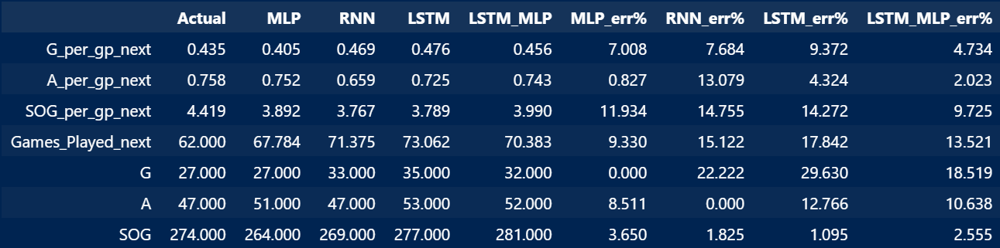 Actual MLP RNN LSTM LSTM_MLP MLP_err% RNN_err% LSTM_err% LSTM_MLP_err%
G_per_gp_next 0.435 0.405 0.469 0.476 0.456 7.008 7.684 9.372 4.734
A_per_gp_next 0.758 0.752 0.659 0.725 0.743 0.827 13.079 4.324 2.023
SOG_per_gp_next 4.419 3.892 3.767 3.789 3.990 11.934 14.755 14.272 9.725
Games_Played_next 62.000 67.784 71.375 73.062 70.383 9.330 15.122 17.842 13.521
G 27.000 27.000 33.000 35.000 32.000 0.000 22.222 29.630 18.519
A 47.000 51.000 47.000 53.000 52.000 8.511 0.000 12.766 10.638
SOG 274.000 264.000 269.000 277.000 281.000 3.650 1.825 1.095 2.555